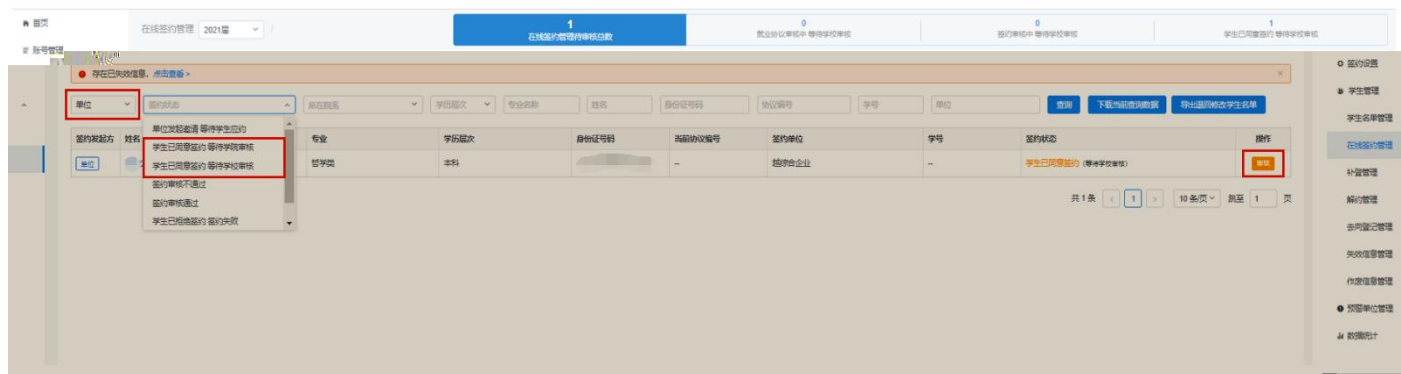 首页
在线签约管理 2021届 /
1
在线签约管理待审核总数
0
就业协议审核中 等待学校审核
0
签约审核中 等待学校审核
1
学生已同意签约 等待学校审核
账号管理
存在已失效信息，点击查看 >
×
单位 签约状态 所在院系 学历层次 专业名称 姓名 身份证号码 协议编号 学号 单位 查询 下载当前查询数据 导出退回修改学生名单
单位发起邀请 等待学生应约
学生已同意签约 等待学院审核
学生已同意签约 等待学校审核
签约审核不通过
签约审核通过
学生已拒绝签约 签约失败
签约发起方 姓名 专业 学历层次 身份证号码 当前协议编号 签约单位 学号 签约状态 操作
单位 哲学类 本科 – 超综合企业 – 学生已同意签约 (等待学校审核) 审核
共 1 条 < 1 > 10 条/页 跳至 1 页
签约设置
学生管理
学生名单管理
在线签约管理
补登管理
解约管理
去向登记管理
失效信息管理
作废信息管理
预警单位管理
数据统计